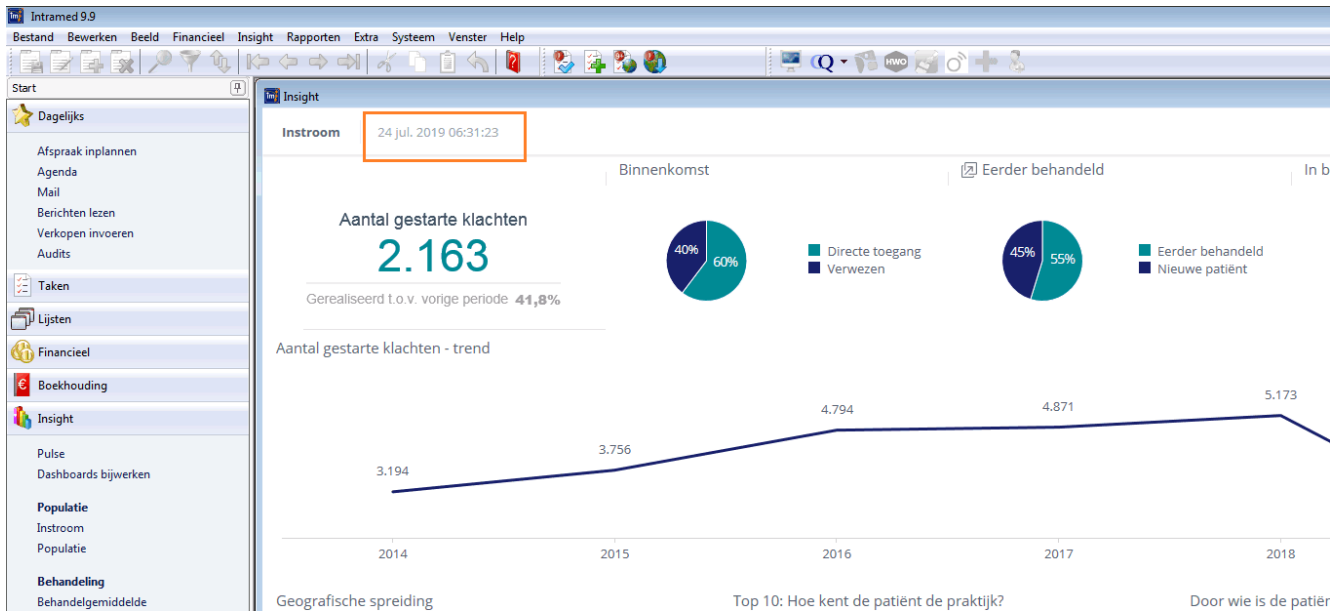 Intramed 9.9
Bestand Bewerken Beeld Financieel Insight Rapporten Extra Systeem Venster Help
HWO
Start
Dagelijks
Afspraak inplannen
Agenda
Mail
Berichten lezen
Verkopen invoeren
Audits
Taken
Lijsten
Financieel
Boekhouding
Insight
Pulse
Dashboards bijwerken
Populatie
Instroom
Populatie
Behandeling
Behandelgemiddelde
Insight
Instroom 24 jul. 2019 06:31:23
Binnenkomst Eerder behandeld In b
Aantal gestarte klachten
2.163
Gerealiseerd t.o.v. vorige periode 41,8%
40% 60%
Directe toegang
Verwezen
45% 55%
Eerder behandeld
Nieuwe patiënt
Aantal gestarte klachten - trend
3.194 3.756 4.794 4.871 5.173
2014 2015 2016 2017 2018
Geografische spreiding Top 10: Hoe kent de patiënt de praktijk? Door wie is de patiën